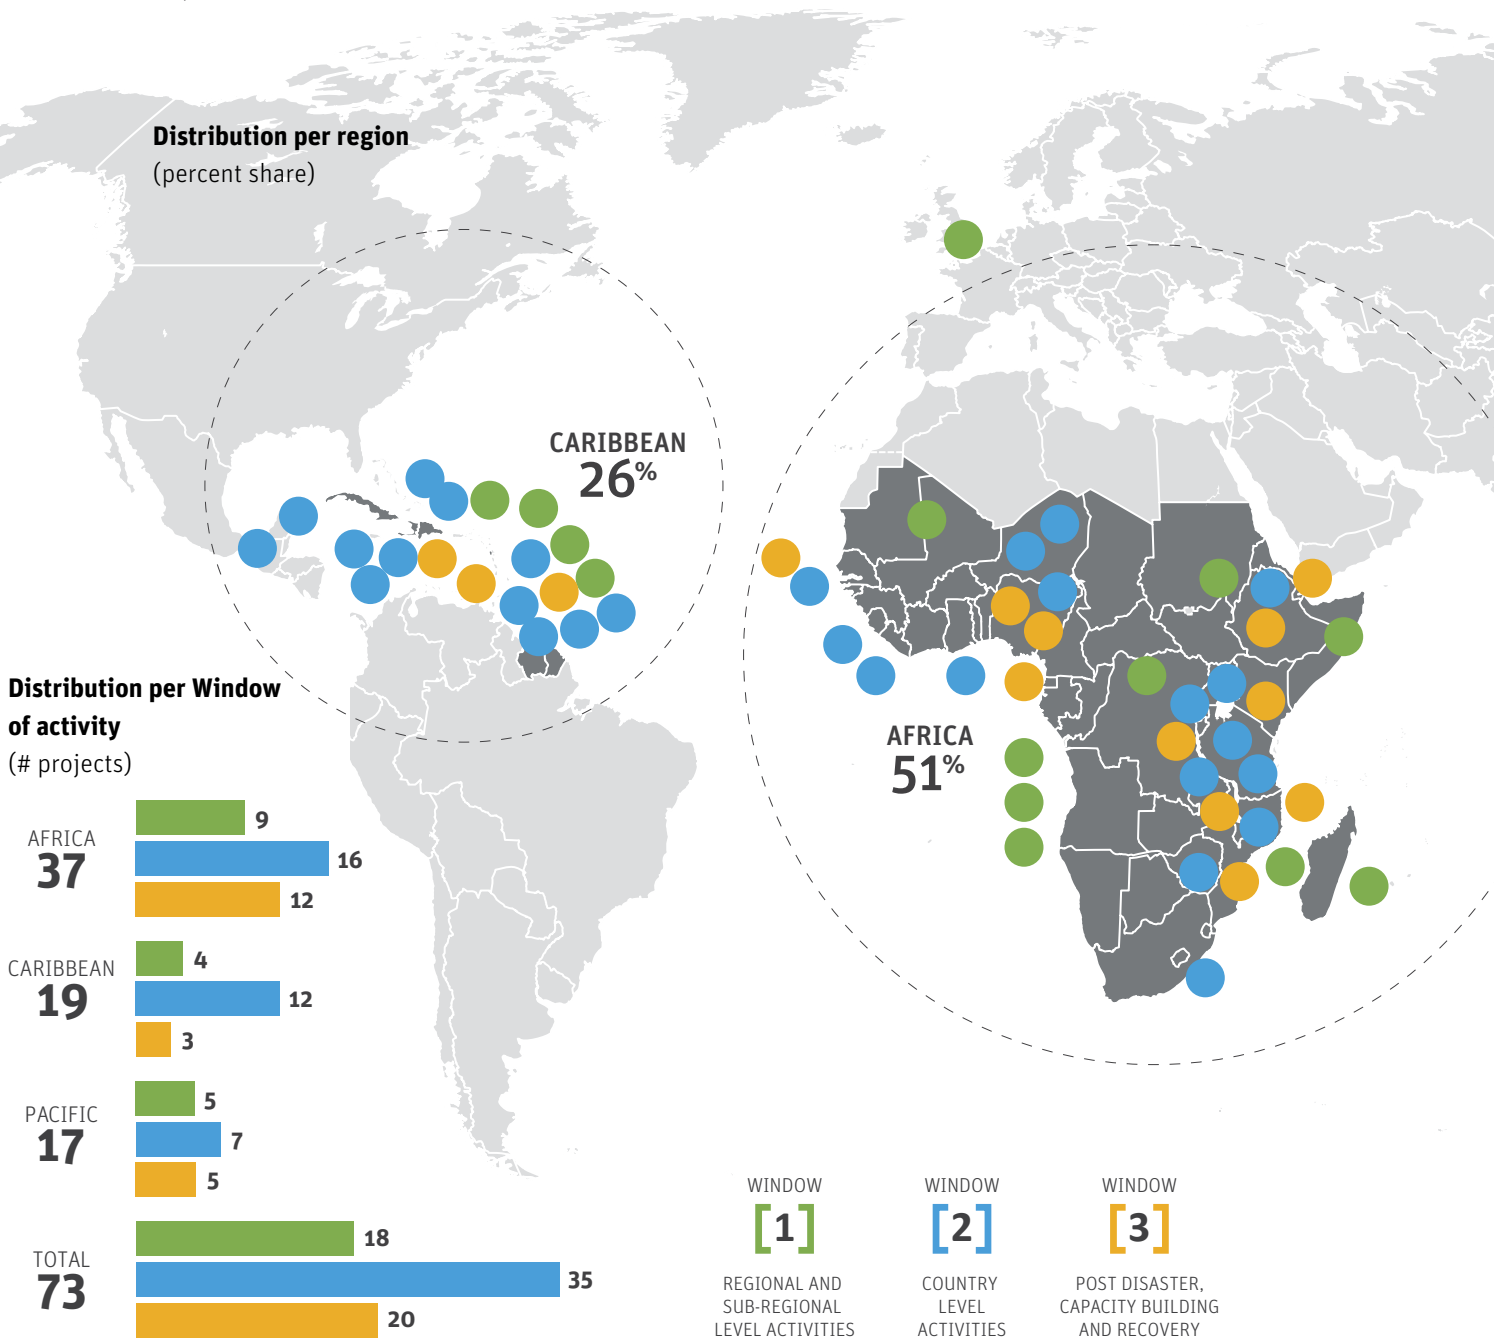 Distribution per region
(percent share)
CARIBBEAN
26%
AFRICA
51%
Distribution per Window
of activity
(# projects)
AFRICA
37
9
16
12
CARIBBEAN
19
4
12
3
PACIFIC
17
5
7
5
TOTAL
73
18
35
20
WINDOW
[1]
REGIONAL AND
SUB-REGIONAL
LEVEL ACTIVITIES
WINDOW
[2]
COUNTRY
LEVEL
ACTIVITIES
WINDOW
[3]
POST DISASTER,
CAPACITY BUILDING
AND RECOVERY